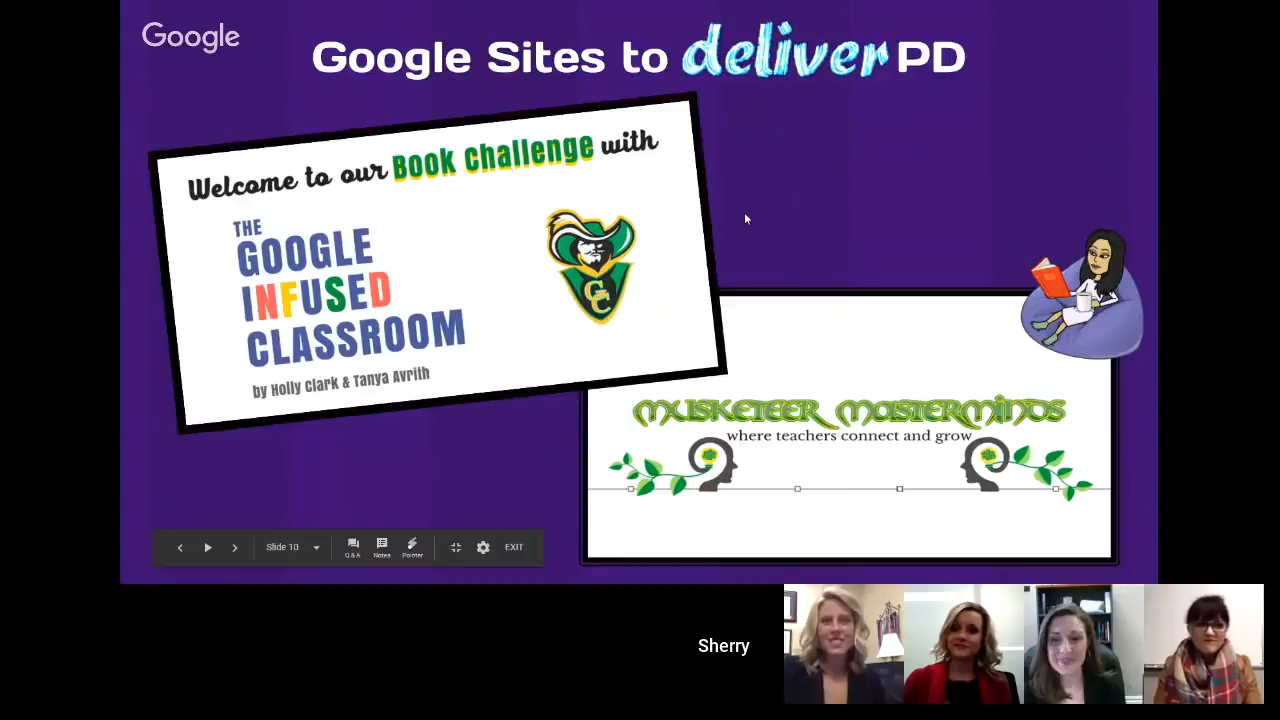 Google
Google Sites to deliver PD
Welcome to our Book Challenge with
THE
GOOGLE
INFUSED
CLASSROOM
by Holly Clark & Tanya Avrith
GC
MUSKETEER MASTERMINDS
where teachers connect and grow
Slide 10
Q & A
Notes
Pointer
EXIT
Sherry